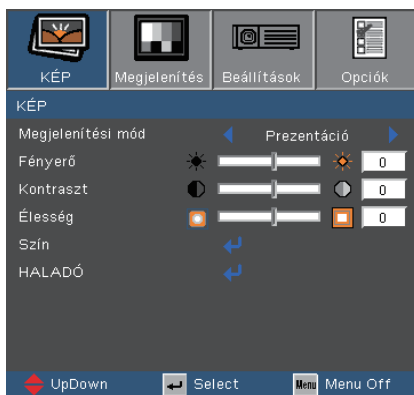 KÉP Megjelenítés Beállítások Opciók
KÉP
Megjelenítési mód Prezentáció
Fényerő 0
Kontraszt 0
Élesség 0
Szín
HALADÓ
UpDown Select Menu Menu Off